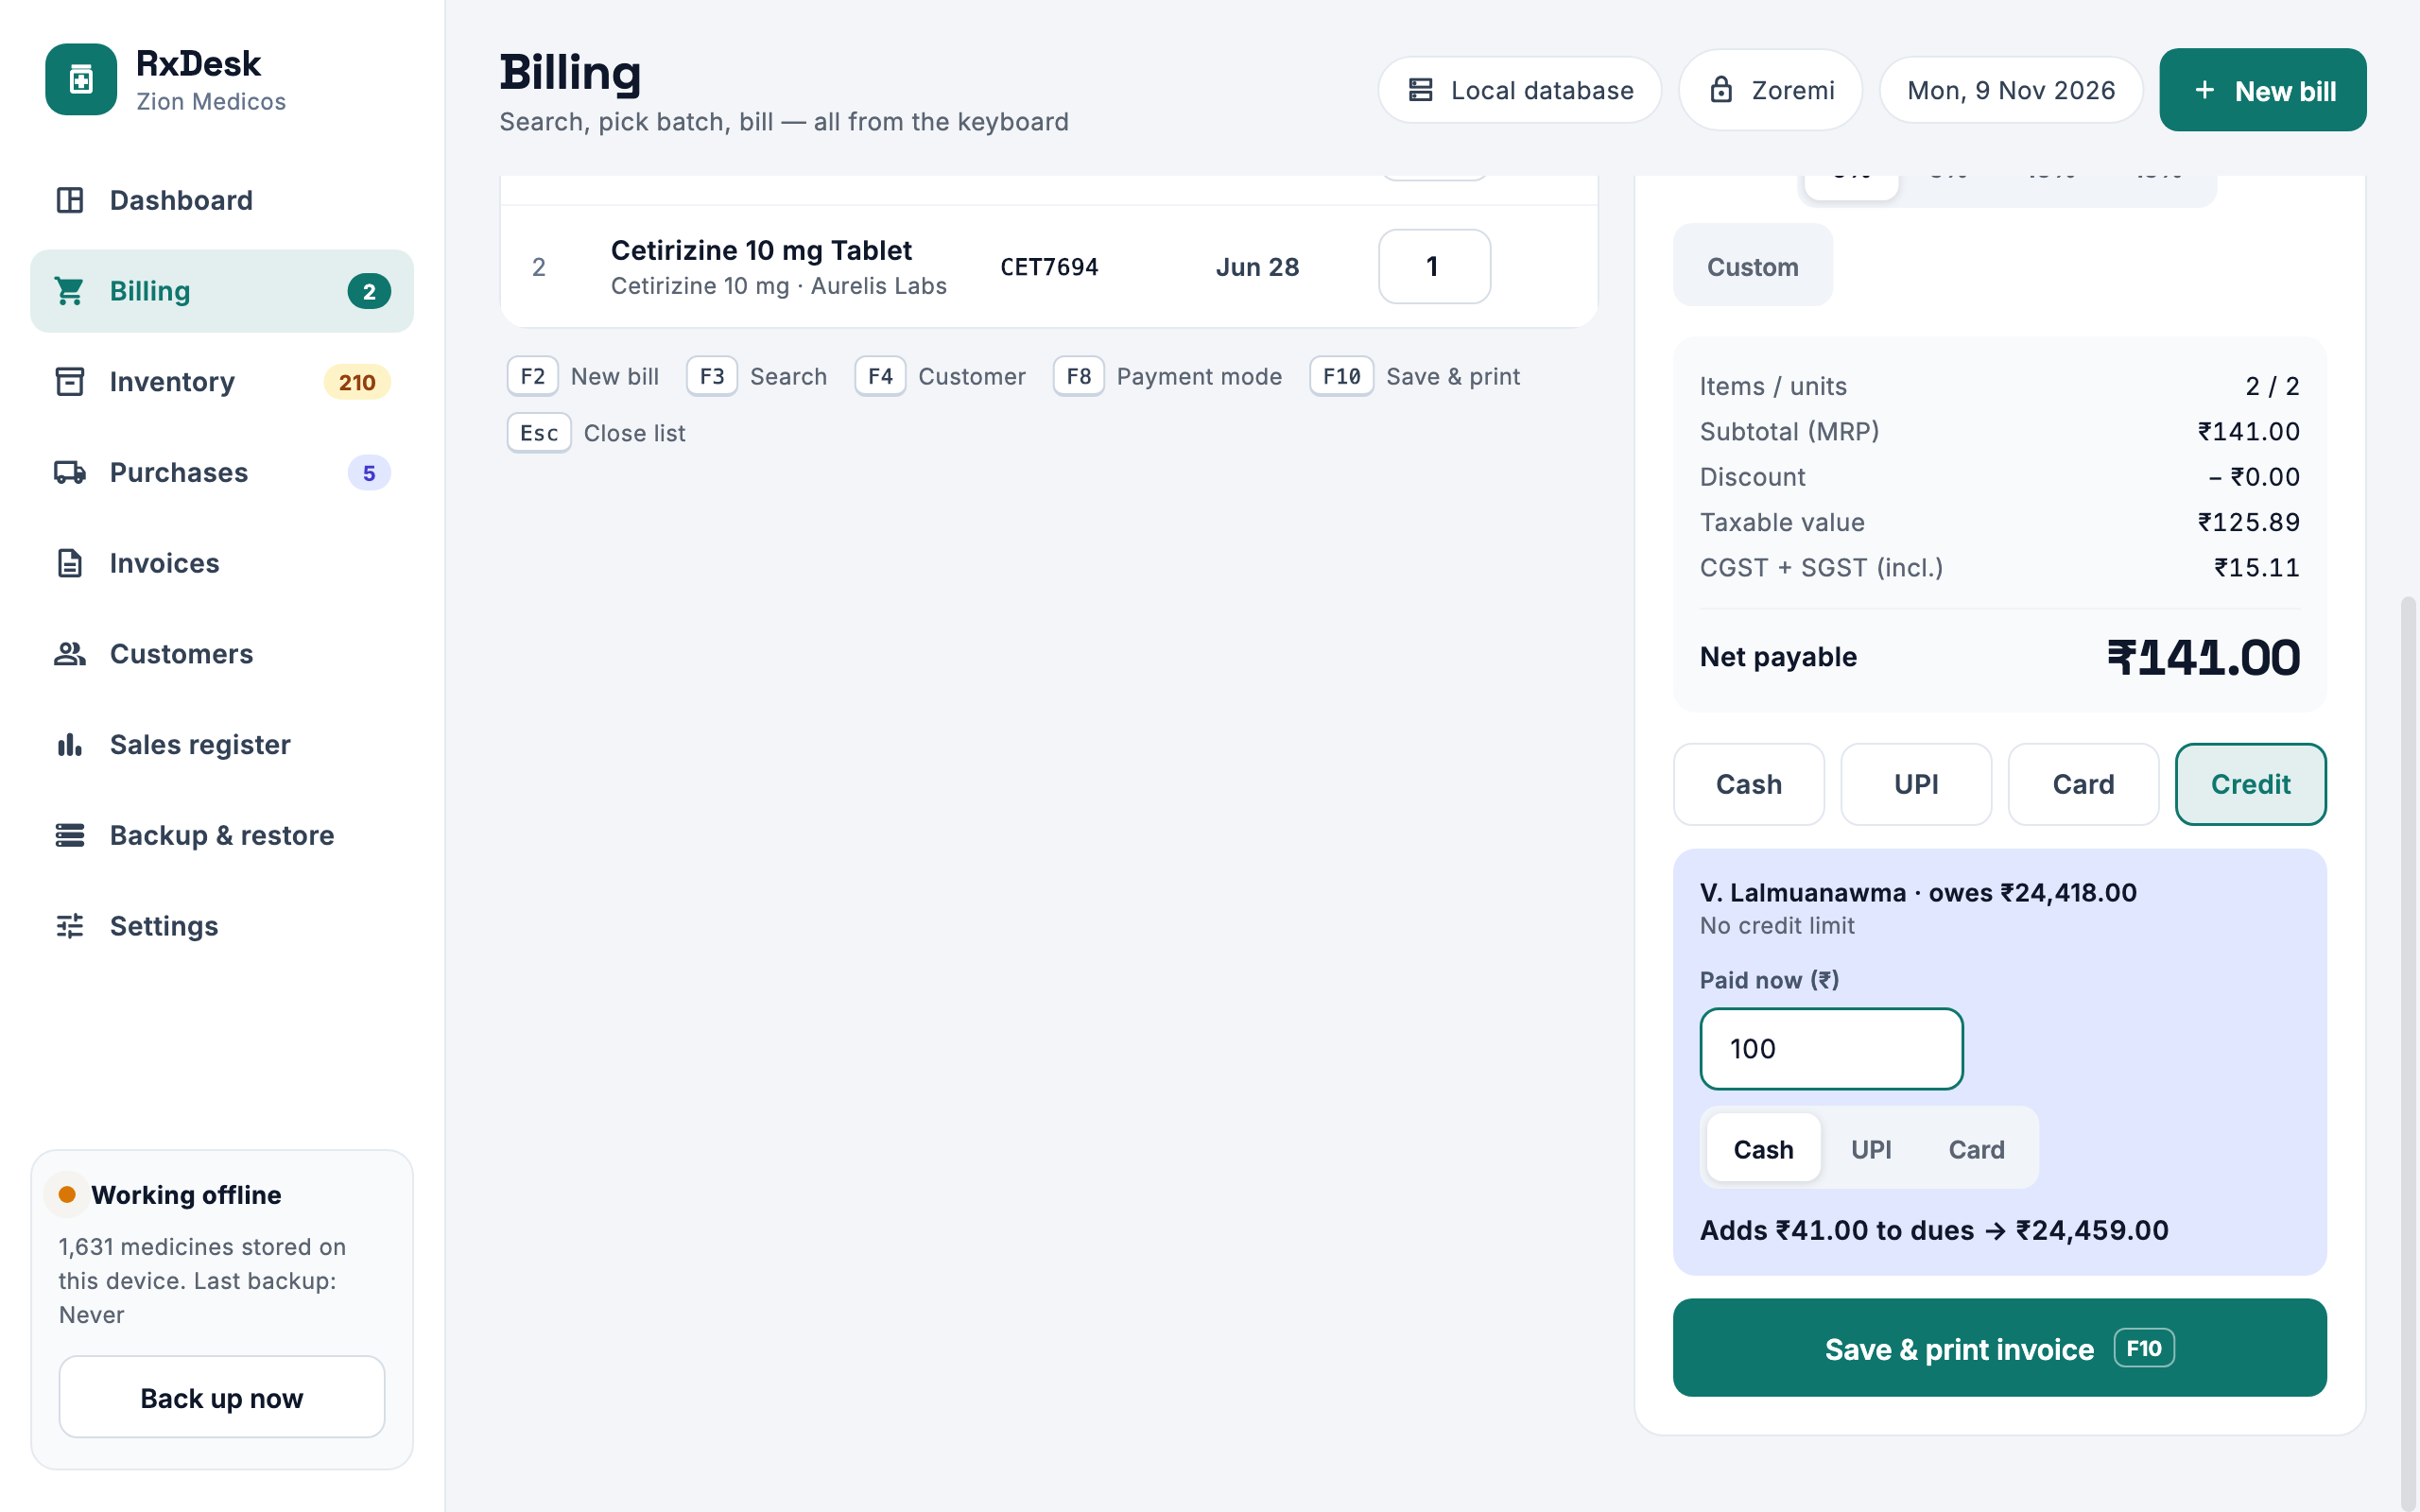 RxDesk
Zion Medicos
Dashboard
Billing 2
Inventory 210
Purchases 5
Invoices
Customers
Sales register
Backup & restore
Settings
Working offline
1,631 medicines stored on
this device. Last backup:
Never
Back up now
Billing
Search, pick batch, bill — all from the keyboard
Local database
Zoremi
Mon, 9 Nov 2026
+ New bill
2 Cetirizine 10 mg Tablet CET7694 Jun 28 1
Cetirizine 10 mg · Aurelis Labs
F2 New bill F3 Search F4 Customer F8 Payment mode F10 Save & print
Esc Close list
Custom
Items / units 2 / 2
Subtotal (MRP) ₹141.00
Discount – ₹0.00
Taxable value ₹125.89
CGST + SGST (incl.) ₹15.11
Net payable ₹141.00
Cash UPI Card Credit
V. Lalmuanawma · owes ₹24,418.00
No credit limit
Paid now (₹)
100
Cash UPI Card
Adds ₹41.00 to dues → ₹24,459.00
Save & print invoice F10